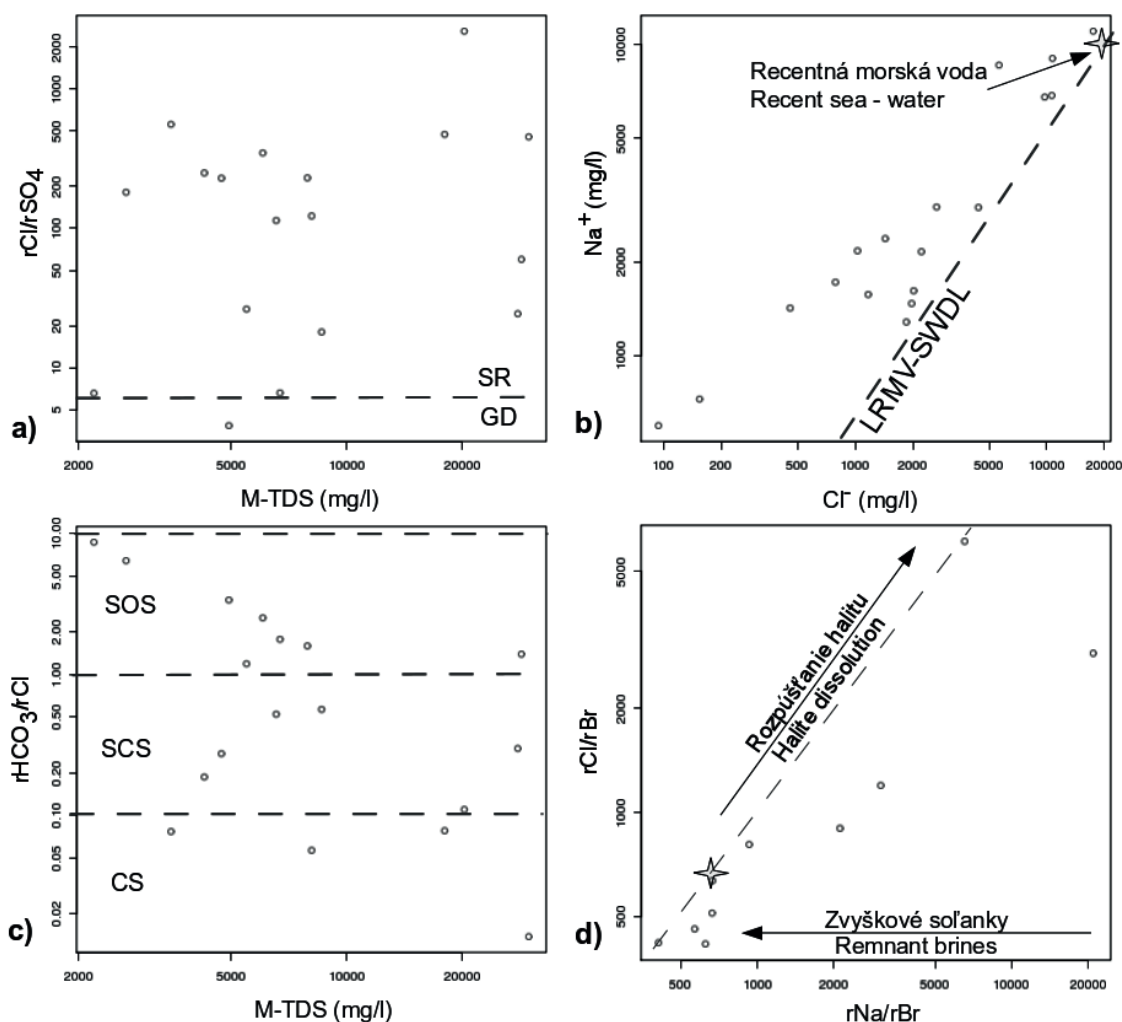 2000
1000
500
200
100
50
20
10
5
rCl/rSO4
SR
GD
a)
2000
5000
10000
20000
M-TDS (mg/l)
10000
5000
2000
1000
Na+ (mg/l)
Recentná morská voda
Recent sea - water
LRMV-SWDL
b)
100
200
500
1000
2000
5000
10000
20000
Cl- (mg/l)
10.00
5.00
2.00
1.00
0.50
0.20
0.10
0.05
0.02
rHCO3/rCl
SOS
SCS
CS
c)
2000
5000
10000
20000
M-TDS (mg/l)
5000
2000
1000
500
rCl/rBr
Rozpúšťanie halitu
Halite dissolution
Zvyškové soľanky
Remnant brines
d)
500
1000
2000
5000
10000
20000
rNa/rBr